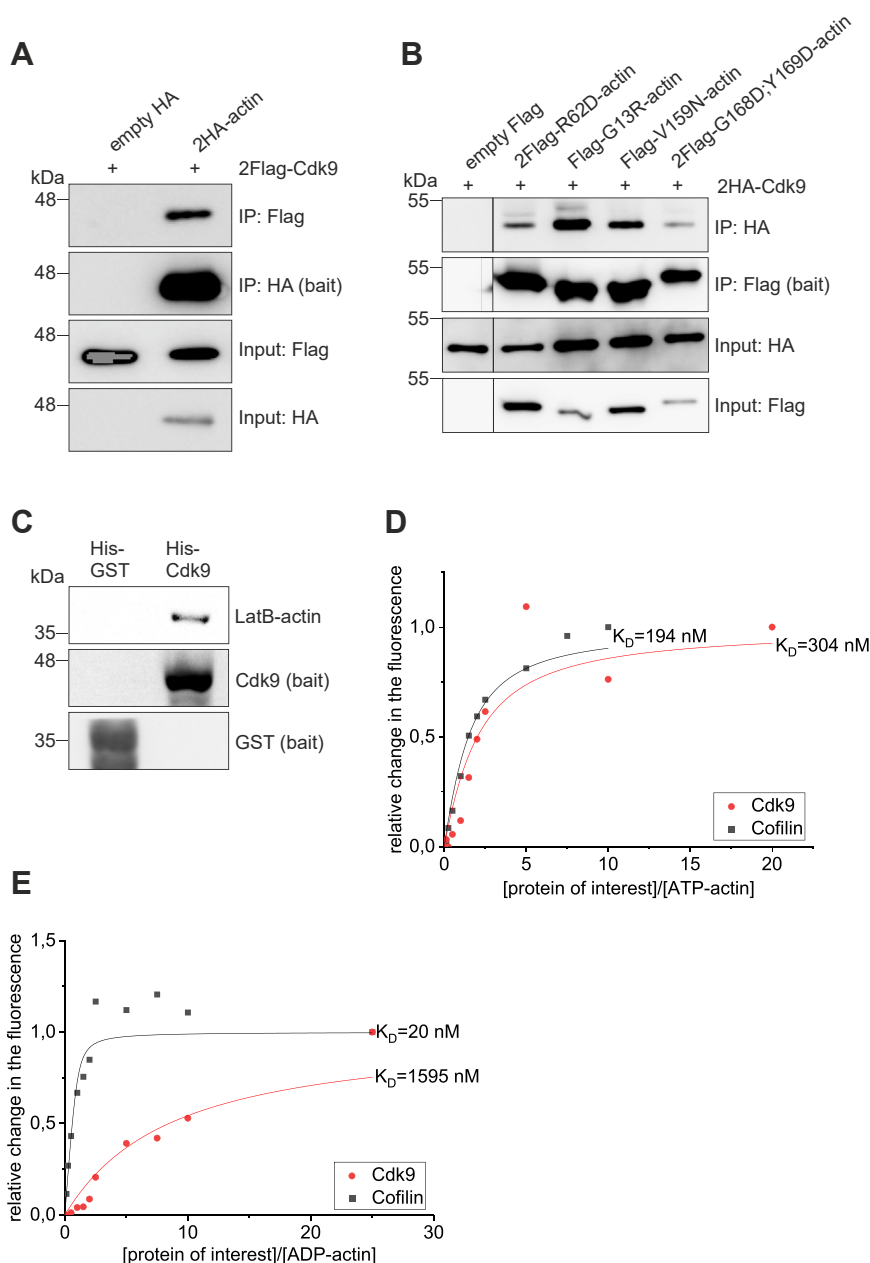 A
empty HA
2HA-actin
kDa
+ + 2Flag-Cdk9
48
IP: Flag
48
IP: HA (bait)
48
Input: Flag
48
Input: HA
B
empty Flag
2Flag-R62D-actin
Flag-G13R-actin
Flag-V159N-actin
2Flag-G168D;Y169D-actin
kDa
+ + + + + 2HA-Cdk9
55
IP: HA
55
IP: Flag (bait)
55
Input: HA
55
Input: Flag
C
His-GST
His-Cdk9
kDa
35
LatB-actin
48
Cdk9 (bait)
35
GST (bait)
D
relative change in the fluorescence
1,0
0,5
0,0
0 5 10 15 20
[protein of interest]/[ATP-actin]
KD=194 nM
KD=304 nM
Cdk9
Cofilin
E
relative change in the fluorescence
1,5
1,0
0,5
0,0
0 10 20 30
[protein of interest]/[ADP-actin]
KD=20 nM
KD=1595 nM
Cdk9
Cofilin